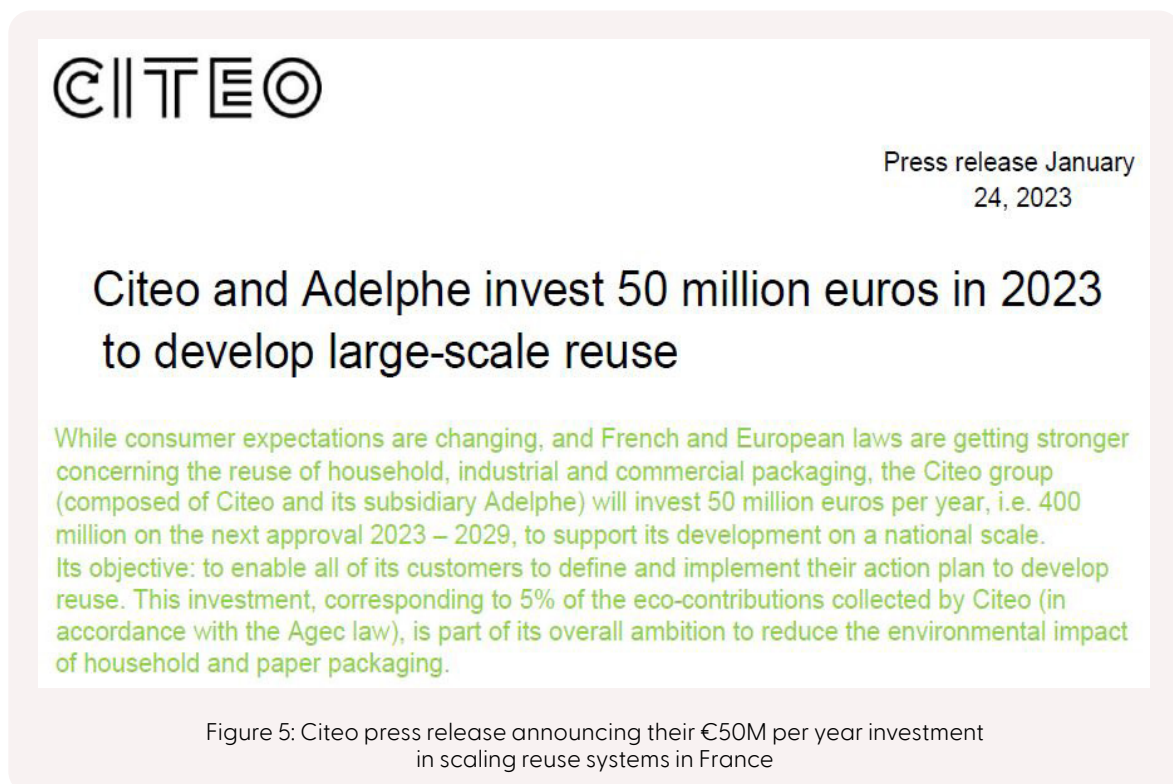 CITEO
Press release January
24, 2023
Citeo and Adelphe invest 50 million euros in 2023
to develop large-scale reuse
While consumer expectations are changing, and French and European laws are getting stronger
concerning the reuse of household, industrial and commercial packaging, the Citeo group
(composed of Citeo and its subsidiary Adelphe) will invest 50 million euros per year, i.e. 400
million on the next approval 2023 – 2029, to support its development on a national scale.
Its objective: to enable all of its customers to define and implement their action plan to develop
reuse. This investment, corresponding to 5% of the eco-contributions collected by Citeo (in
accordance with the Agec law), is part of its overall ambition to reduce the environmental impact
of household and paper packaging.
Figure 5: Citeo press release announcing their €50M per year investment
in scaling reuse systems in France